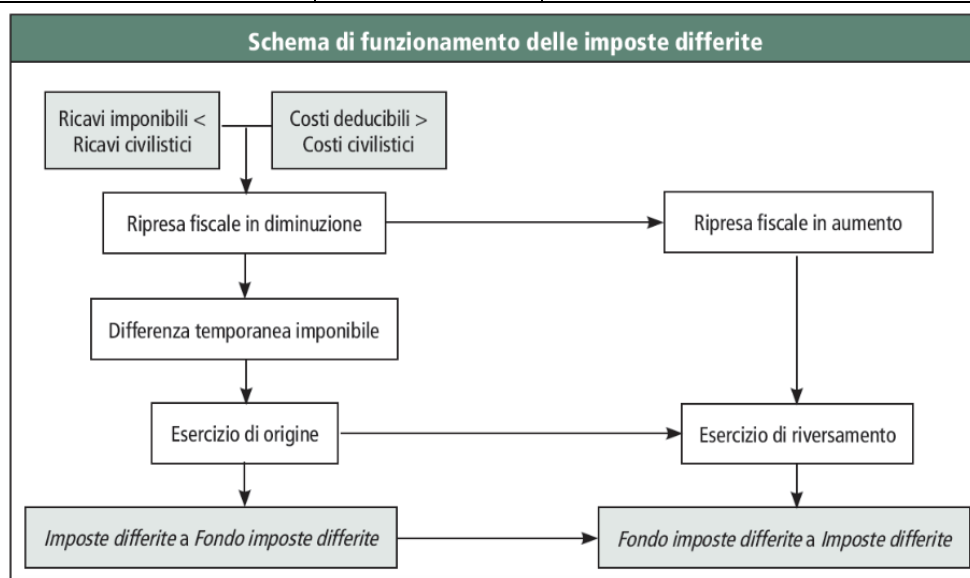 Schema di funzionamento delle imposte differite
Ricavi imponibili <
Ricavi civilistici
Costi deducibili >
Costi civilistici
Ripresa fiscale in diminuzione
Ripresa fiscale in aumento
Differenza temporanea imponibile
Esercizio di origine
Esercizio di riversamento
Imposte differite a Fondo imposte differite
Fondo imposte differite a Imposte differite